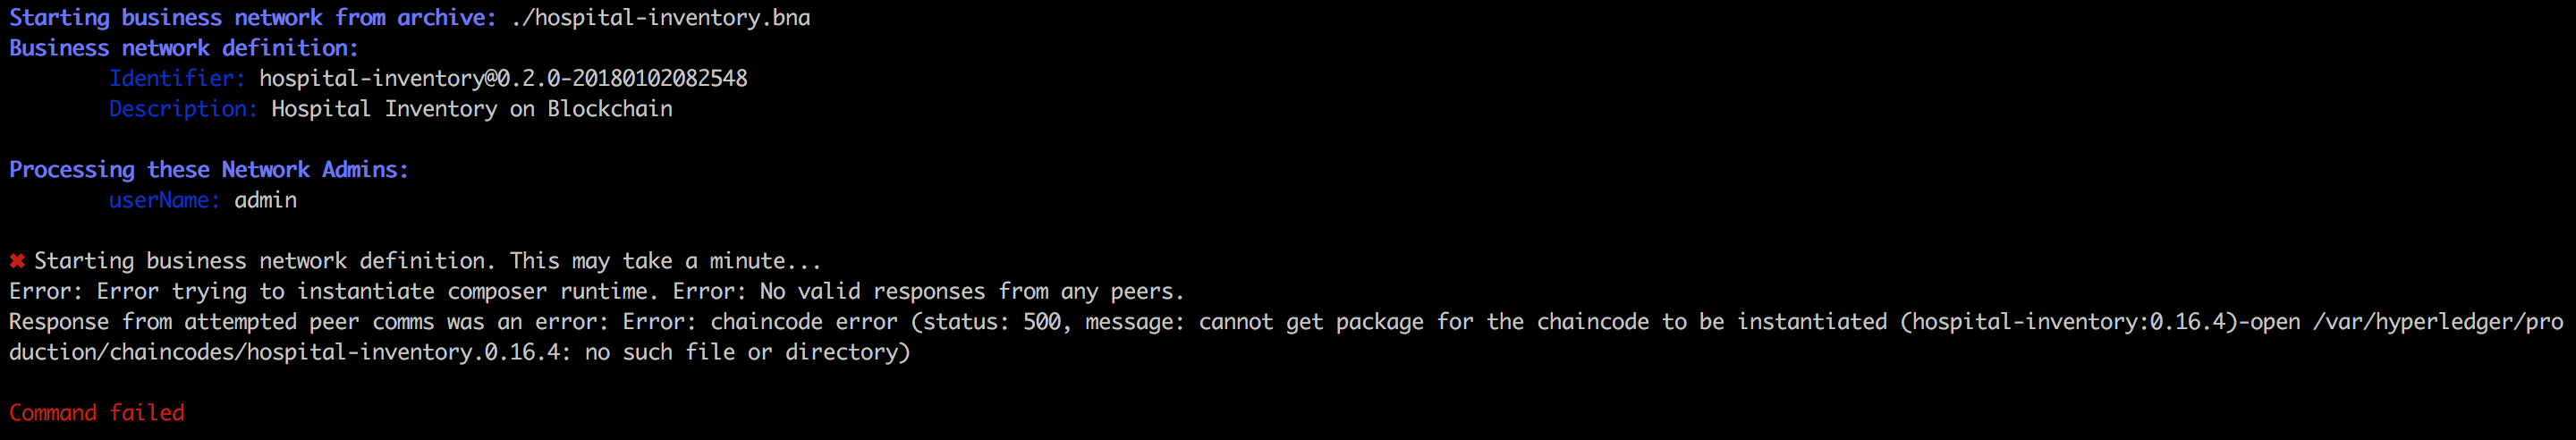 Starting business network from archive: ./hospital-inventory.bna
Business network definition:
Identifier: hospital-inventory@0.2.0-20180102082548
Description: Hospital Inventory on Blockchain
Processing these Network Admins:
userName: admin
✖ Starting business network definition. This may take a minute...
Error: Error trying to instantiate composer runtime. Error: No valid responses from any peers.
Response from attempted peer comms was an error: Error: chaincode error (status: 500, message: cannot get package for the chaincode to be instantiated (hospital-inventory:0.16.4)-open /var/hyperledger/pro
duction/chaincodes/hospital-inventory.0.16.4: no such file or directory)
Command failed